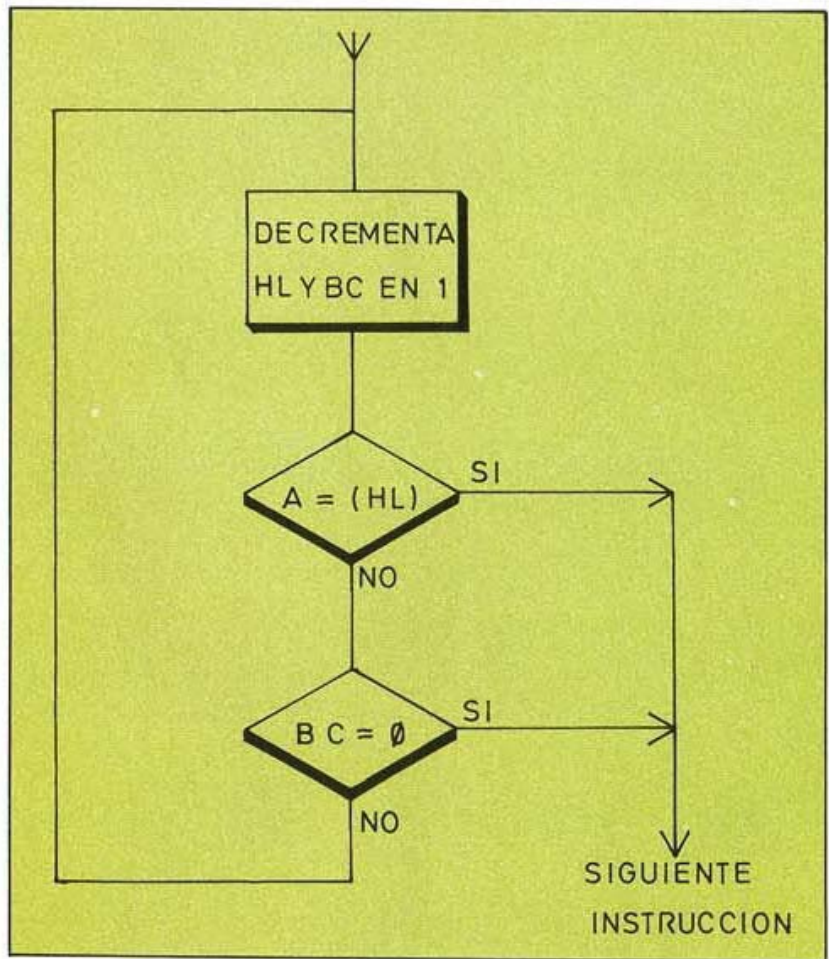 DECREMENTA
HL Y BC EN 1
A = (HL)
SI
NO
BC = Ø
SI
NO
SIGUIENTE
INSTRUCCION